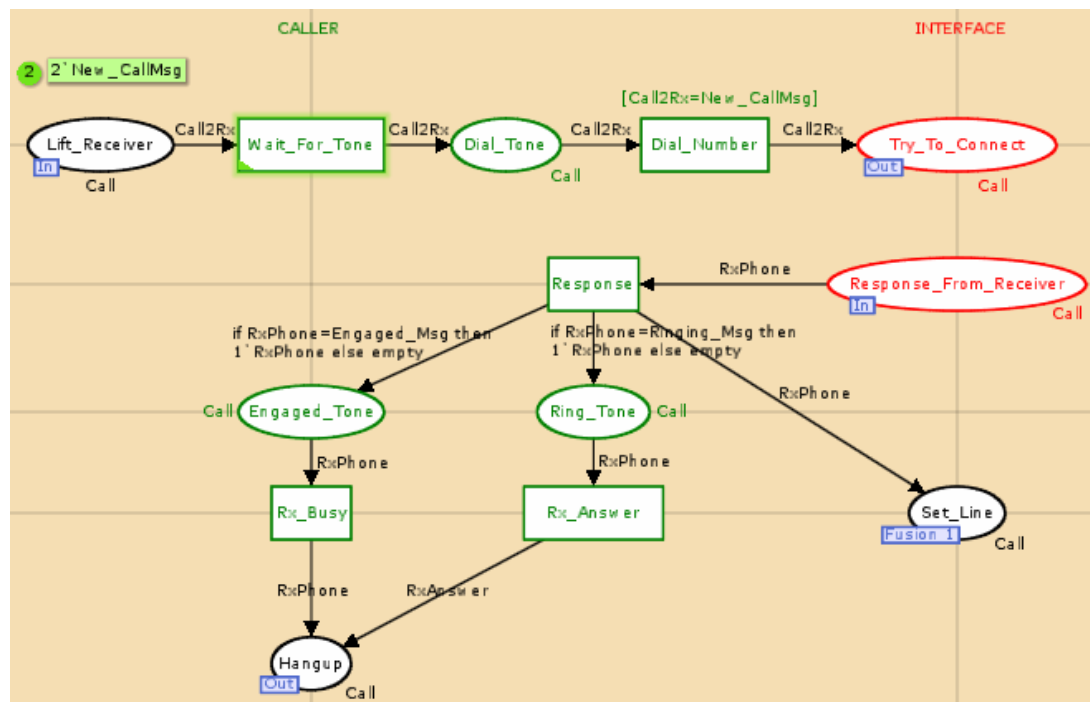 CALLER
INTERFACE
2
2`New_CallMsg
[Call2Rx=New_CallMsg]
Call2Rx
Call2Rx
Call2Rx
Call2Rx
Lift_Receiver
Wait_For_Tone
Dial_Tone
Dial_Number
Try_To_Connect
In
Out
Call
Call
Call
RxPhone
Response
Response_From_Receiver
In
Call
if RxPhone=Engaged_Msg then
1`RxPhone else empty
if RxPhone=Ringing_Msg then
1`RxPhone else empty
RxPhone
Call
Engaged_Tone
Ring_Tone
Call
RxPhone
RxPhone
Rx_Busy
Rx_Answer
Set_Line
Fusion 1
Call
RxPhone
RxAnswer
Hangup
Out
Call